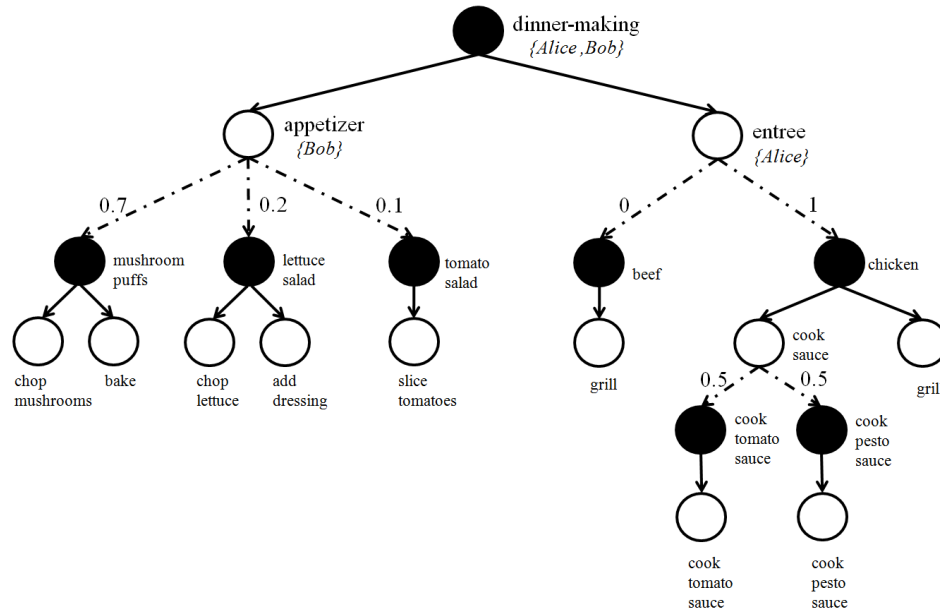 dinner-making
{Alice ,Bob}
appetizer
{Bob}
entree
{Alice}
0.7
0.2
0.1
0
1
mushroom
puffs
lettuce
salad
tomato
salad
beef
chicken
chop
mushrooms
bake
chop
lettuce
add
dressing
slice
tomatoes
grill
cook
sauce
grill
0.5
0.5
cook
tomato
sauce
cook
pesto
sauce
cook
tomato
sauce
cook
pesto
sauce